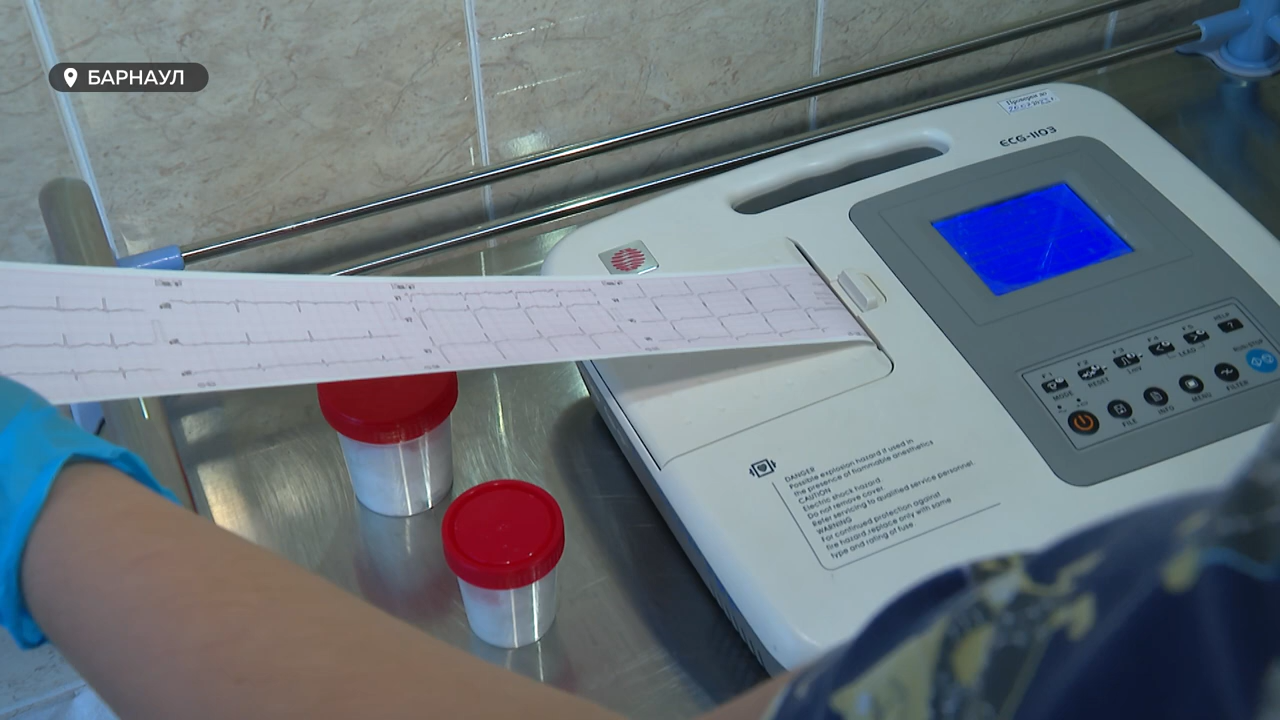 БАРНАУЛ
ECG-1103
DANGER
Possible explosion hazard if used in
the presence of flammable anesthetics
CAUTION
Electric shock hazard.
Do not remove cover.
Refer servicing to qualified service personnel.
WARNING
For continued protection against
fire hazard,replace only with same
type and rating of fuse
F1
F2
F3
F4
F5
HELP
MODE
RESET
1mV
LEAD
RUN/STOP
FILE
INFO
MENU
FILTER